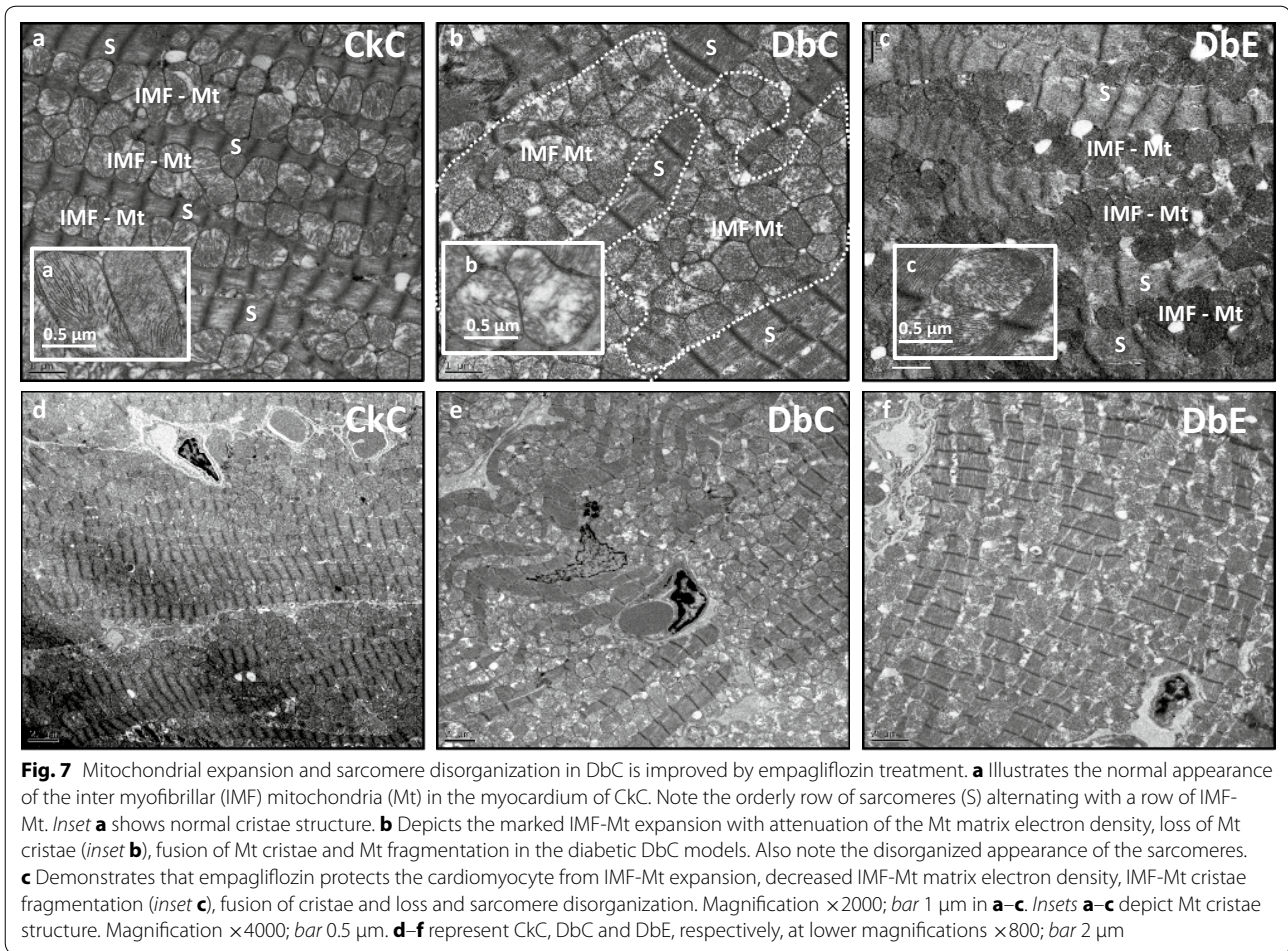 a
CkC
S
IMF - Mt
S
IMF - Mt
S
IMF - Mt
a
0.5 µm
S
1 µm
b
DbC
S
IMF Mt
S
IMF Mt
b
0.5 µm
S
1 µm
c
DbE
S
IMF - Mt
IMF - Mt
c
S
IMF - Mt
0.5 µm
S
d
CkC
2 µm
e
DbC
f
DbE
Fig. 7 Mitochondrial expansion and sarcomere disorganization in DbC is improved by empagliflozin treatment. a Illustrates the normal appearance
of the inter myofibrillar (IMF) mitochondria (Mt) in the myocardium of CkC. Note the orderly row of sarcomeres (S) alternating with a row of IMF-
Mt. Inset a shows normal cristae structure. b Depicts the marked IMF-Mt expansion with attenuation of the Mt matrix electron density, loss of Mt
cristae (inset b), fusion of Mt cristae and Mt fragmentation in the diabetic DbC models. Also note the disorganized appearance of the sarcomeres.
c Demonstrates that empagliflozin protects the cardiomyocyte from IMF-Mt expansion, decreased IMF-Mt matrix electron density, IMF-Mt cristae
fragmentation (inset c), fusion of cristae and loss and sarcomere disorganization. Magnification ×2000; bar 1 µm in a–c. Insets a–c depict Mt cristae
structure. Magnification ×4000; bar 0.5 µm. d–f represent CkC, DbC and DbE, respectively, at lower magnifications ×800; bar 2 µm